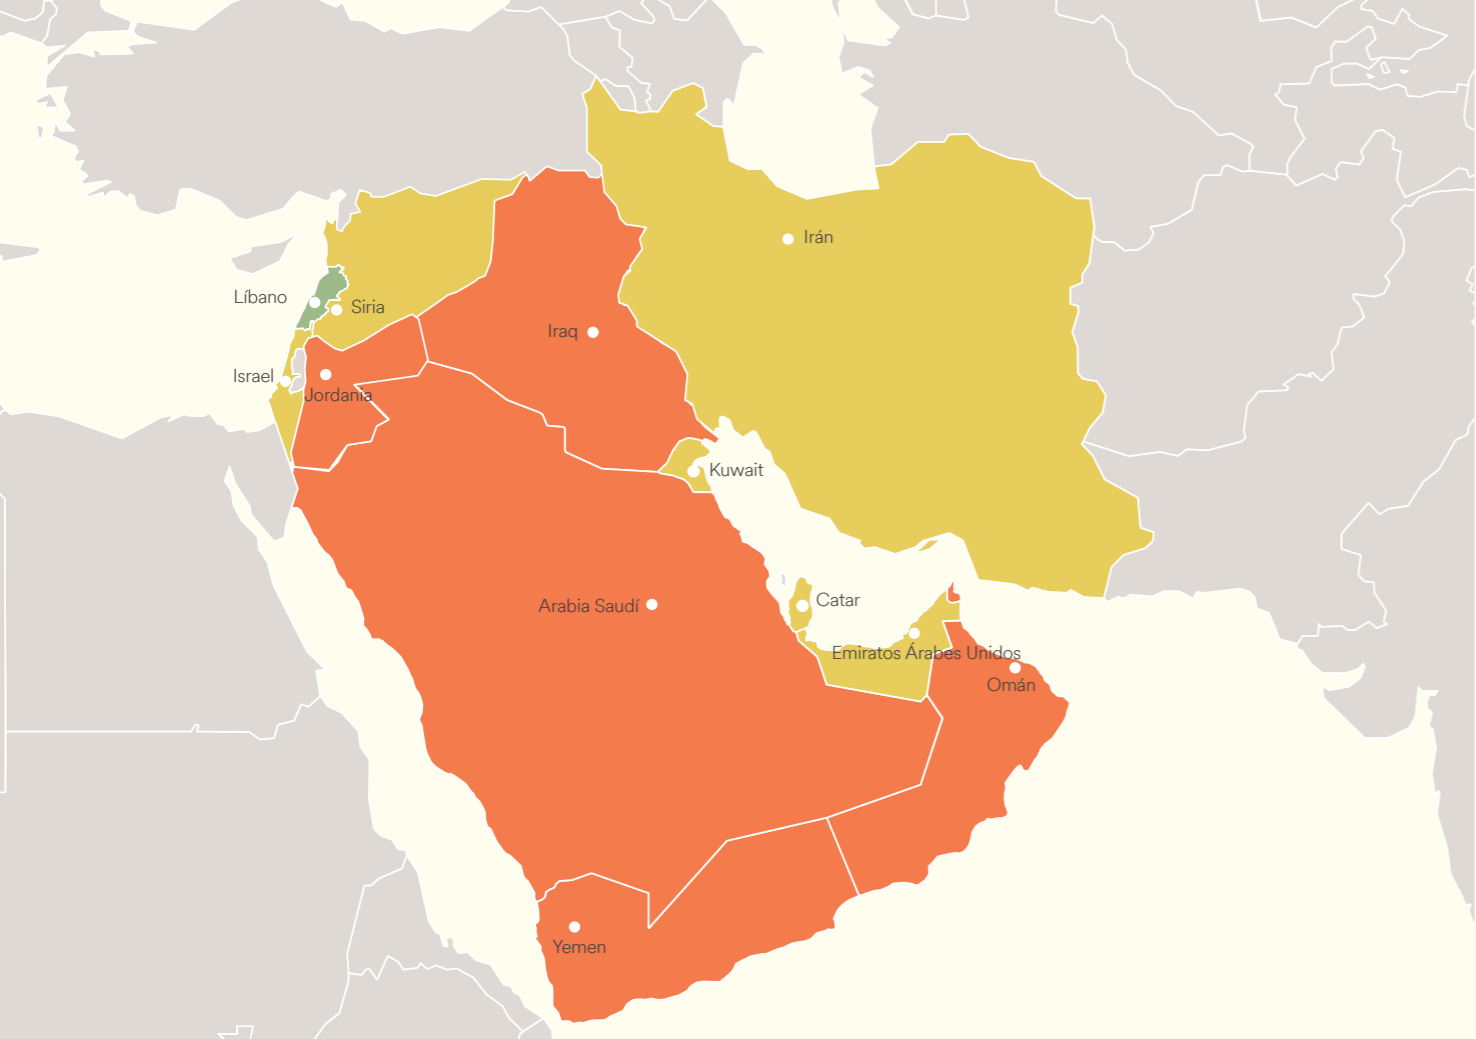 Irán
Líbano
Siria
Iraq
Israel
Jordania
Kuwait
Catar
Arabia Saudí
Emiratos Árabes Unidos
Omán
Yemen